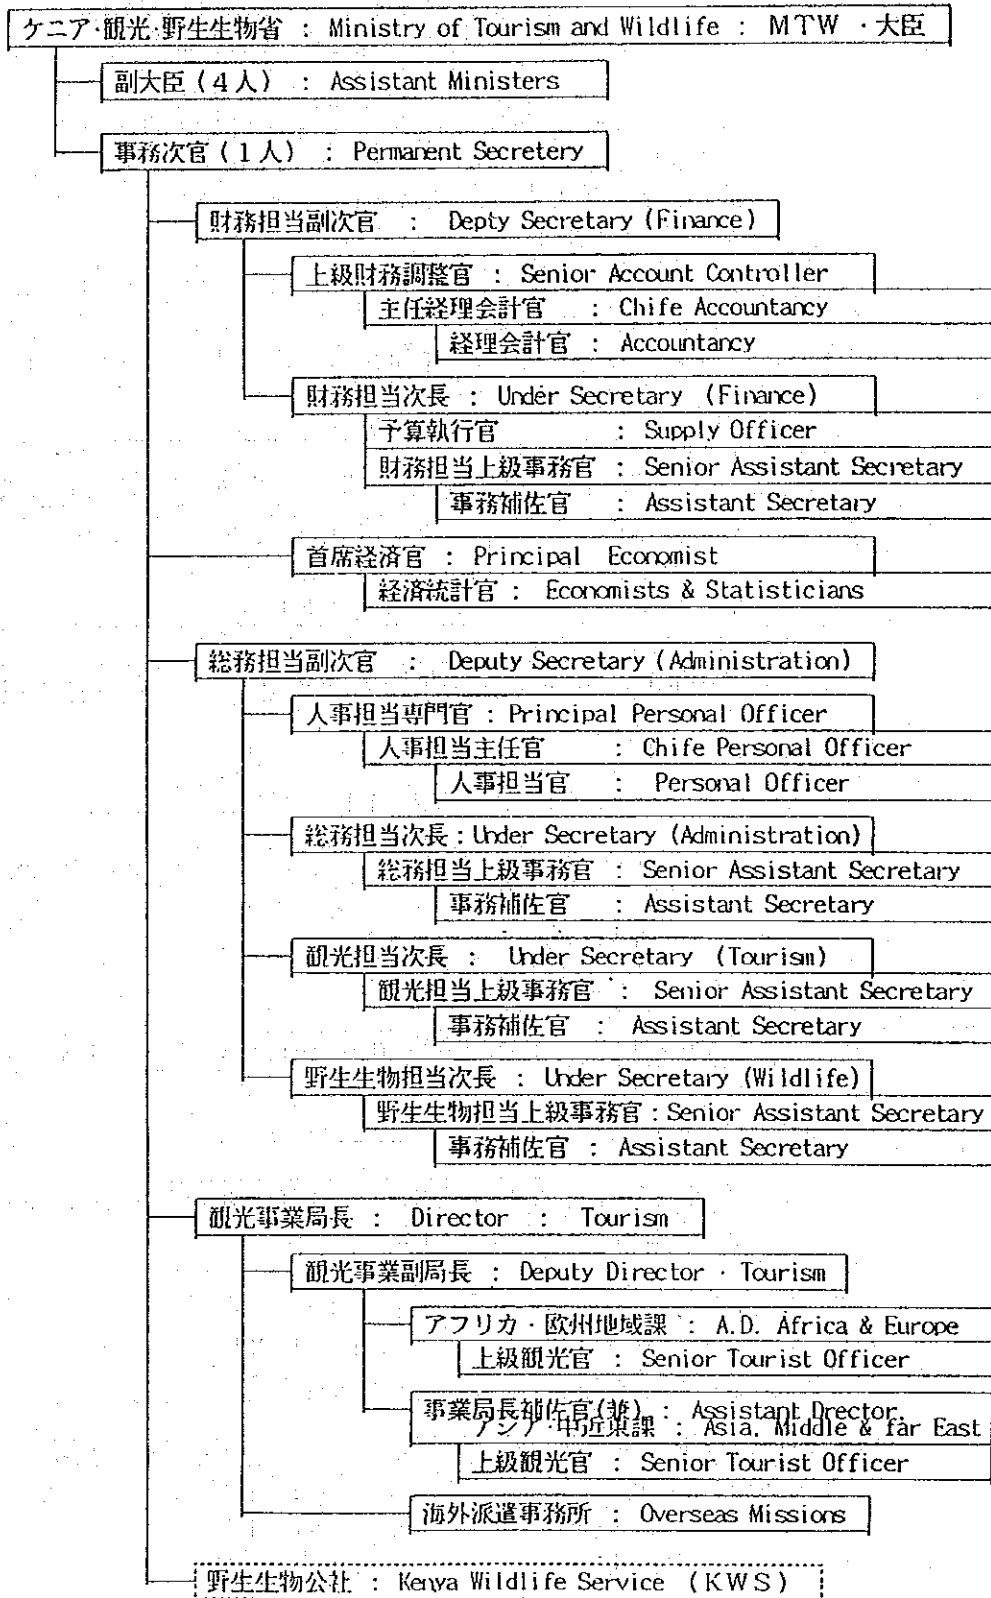 ケニア・観光・野生生物省 : Ministry of Tourism and Wildlife : MTW ・大臣
副大臣(4人) : Assistant Ministers
事務次官(1人) : Permanent Secretery
財務担当副次官 : Depty Secretary (Finance)
上級財務調整官 : Senior Account Controller
主任経理会計官 : Chife Accountancy
経理会計官 : Accountancy
財務担当次長 : Under Secretary (Finance)
予算執行官 : Supply Officer
財務担当上級事務官 : Senior Assistant Secretary
事務補佐官 : Assistant Secretary
首席経済官 : Principal Economist
経済統計官 : Economists & Statisticians
総務担当副次官 : Deputy Secretary (Administration)
人事担当専門官 : Principal Personal Officer
人事担当主任官 : Chife Personal Officer
人事担当官 : Personal Officer
総務担当次長 : Under Secretary (Administration)
総務担当上級事務官 : Senior Assistant Secretary
事務補佐官 : Assistant Secretary
観光担当次長 : Under Secretary (Tourism)
観光担当上級事務官 : Senior Assistant Secretary
事務補佐官 : Assistant Secretary
野生生物担当次長 : Under Secretary (Wildlife)
野生生物担当上級事務官 : Senior Assistant Secretary
事務補佐官 : Assistant Secretary
観光事業局長 : Director : Tourism
観光事業副局長 : Deputy Director・Tourism
アフリカ・欧州地域課 : A.D. Africa & Europe
上級観光官 : Senior Tourist Officer
事業局長補佐官(兼) : Assistant Drector.
アジア・中近東課 : Asia, Middle & far East
上級観光官 : Senior Tourist Officer
海外派遣事務所 : Overseas Missions
野生生物公社 : Kenya Wildlife Service (KWS)